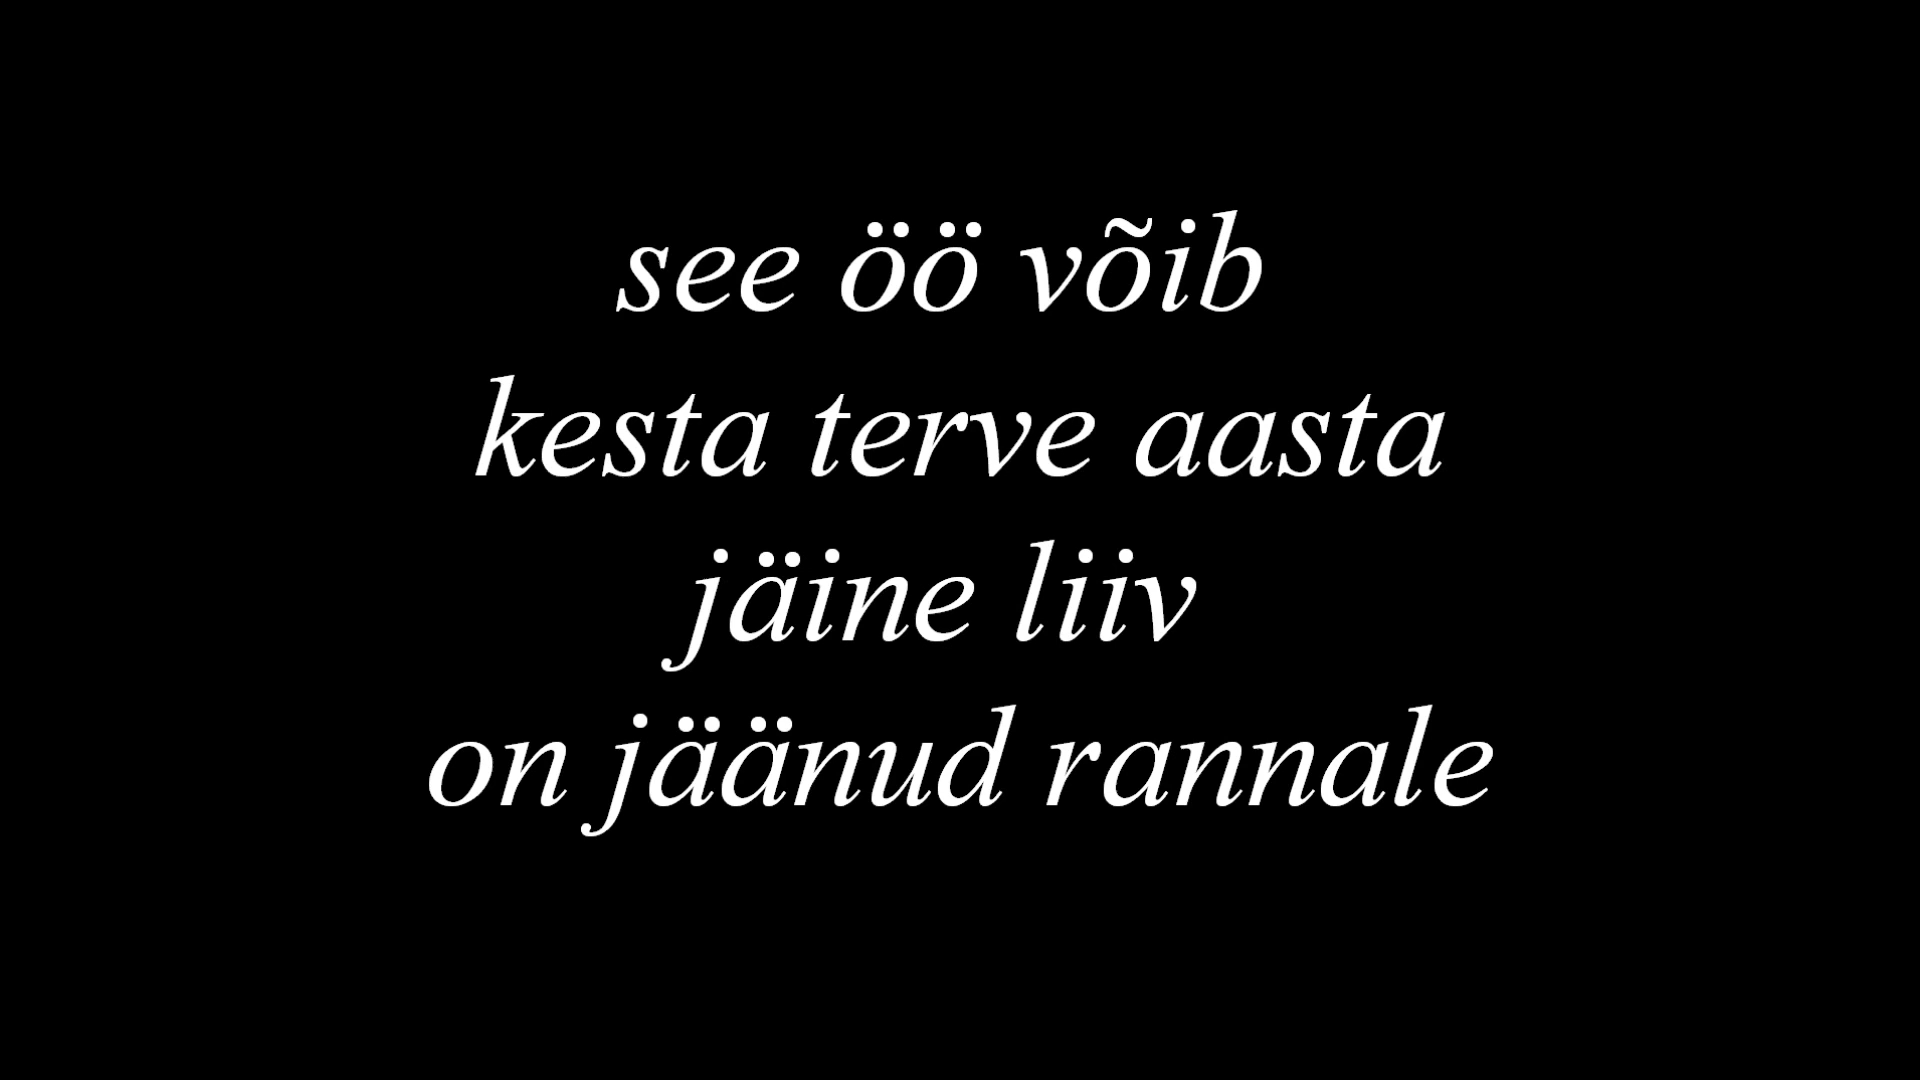 see öö võib
kesta terve aasta
jäine liiv
on jäänud rannale